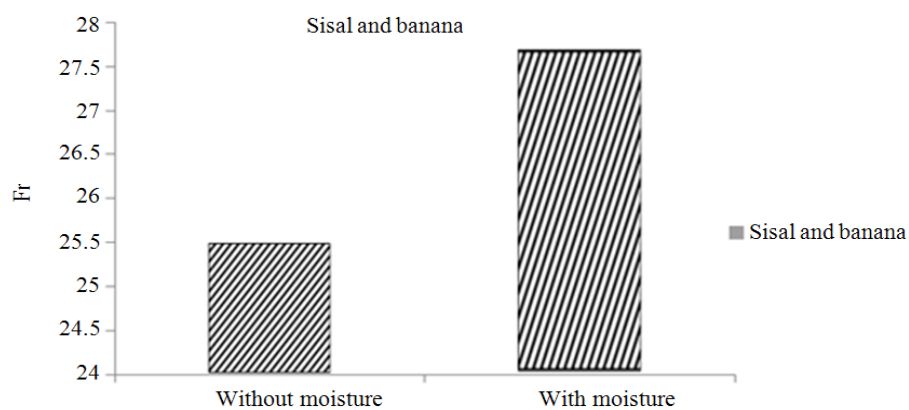 Sisal and banana
28
27.5
27
26.5
26
25.5
25
24.5
24
Fr
Without moisture
With moisture
Sisal and banana